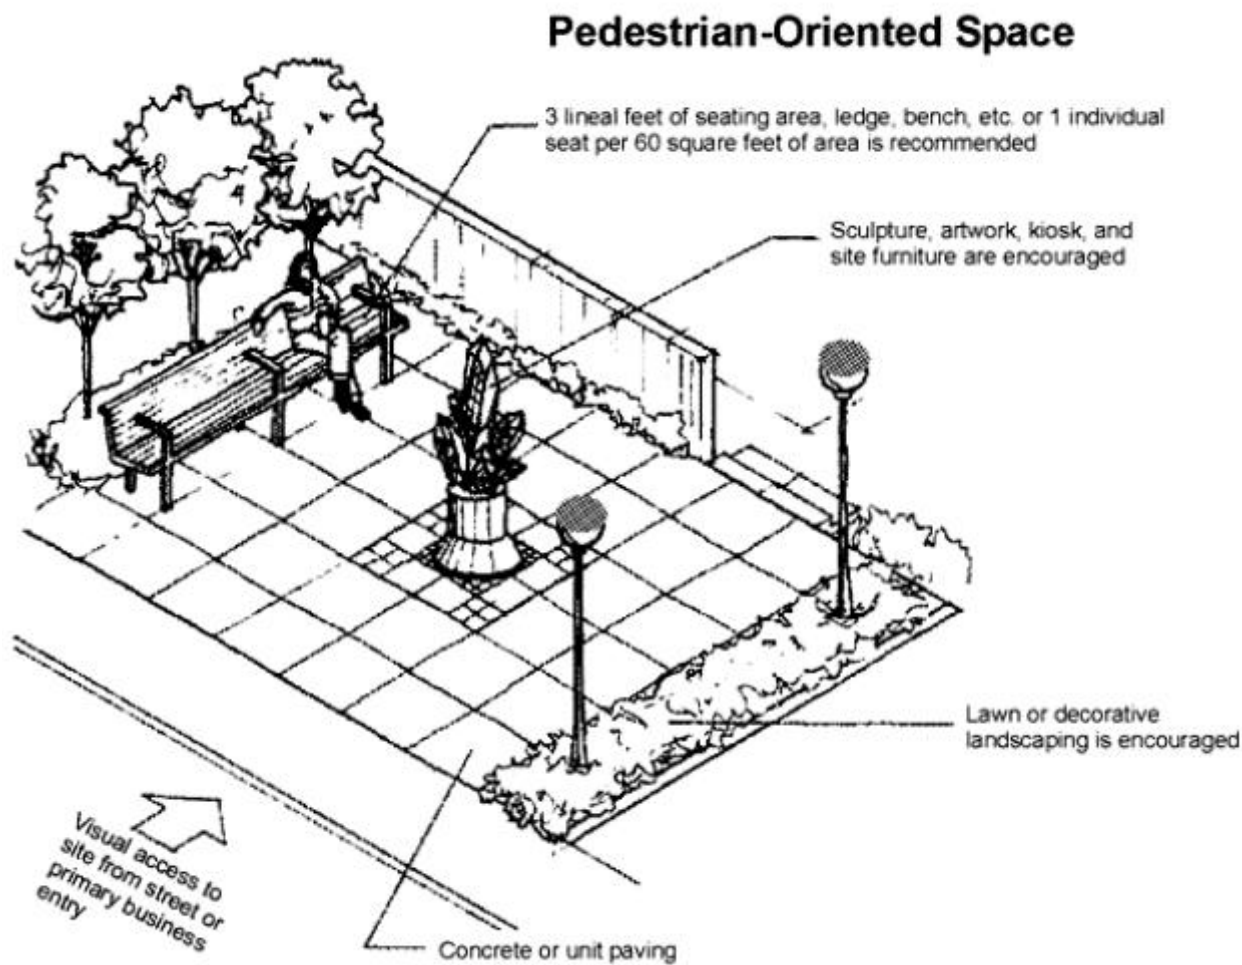 Pedestrian-Oriented Space
3 lineal feet of seating area, ledge, bench, etc. or 1 individual
seat per 60 square feet of area is recommended
Sculpture, artwork, kiosk, and
site furniture are encouraged
Lawn or decorative
landscaping is encouraged
Visual access to
site from street or
primary business
entry
Concrete or unit paving